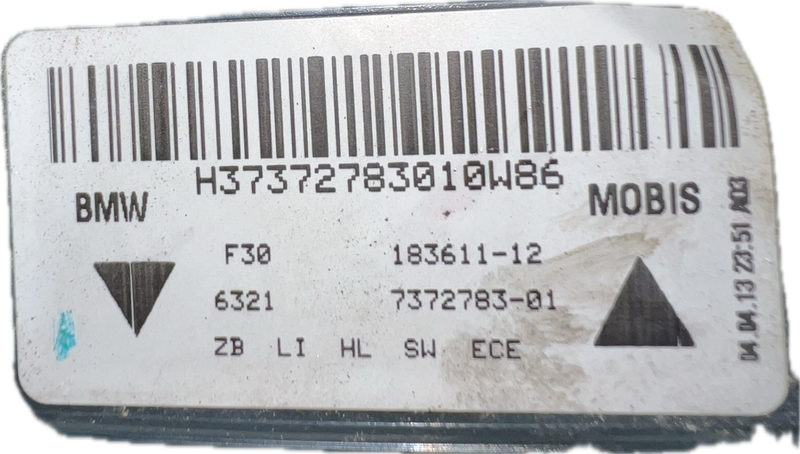 H37372783010W86
BMW
MOBIS
F30 183611-12
6321 7372783-01
ZB LI HL SW ECE
04.04.13 23:51 A03